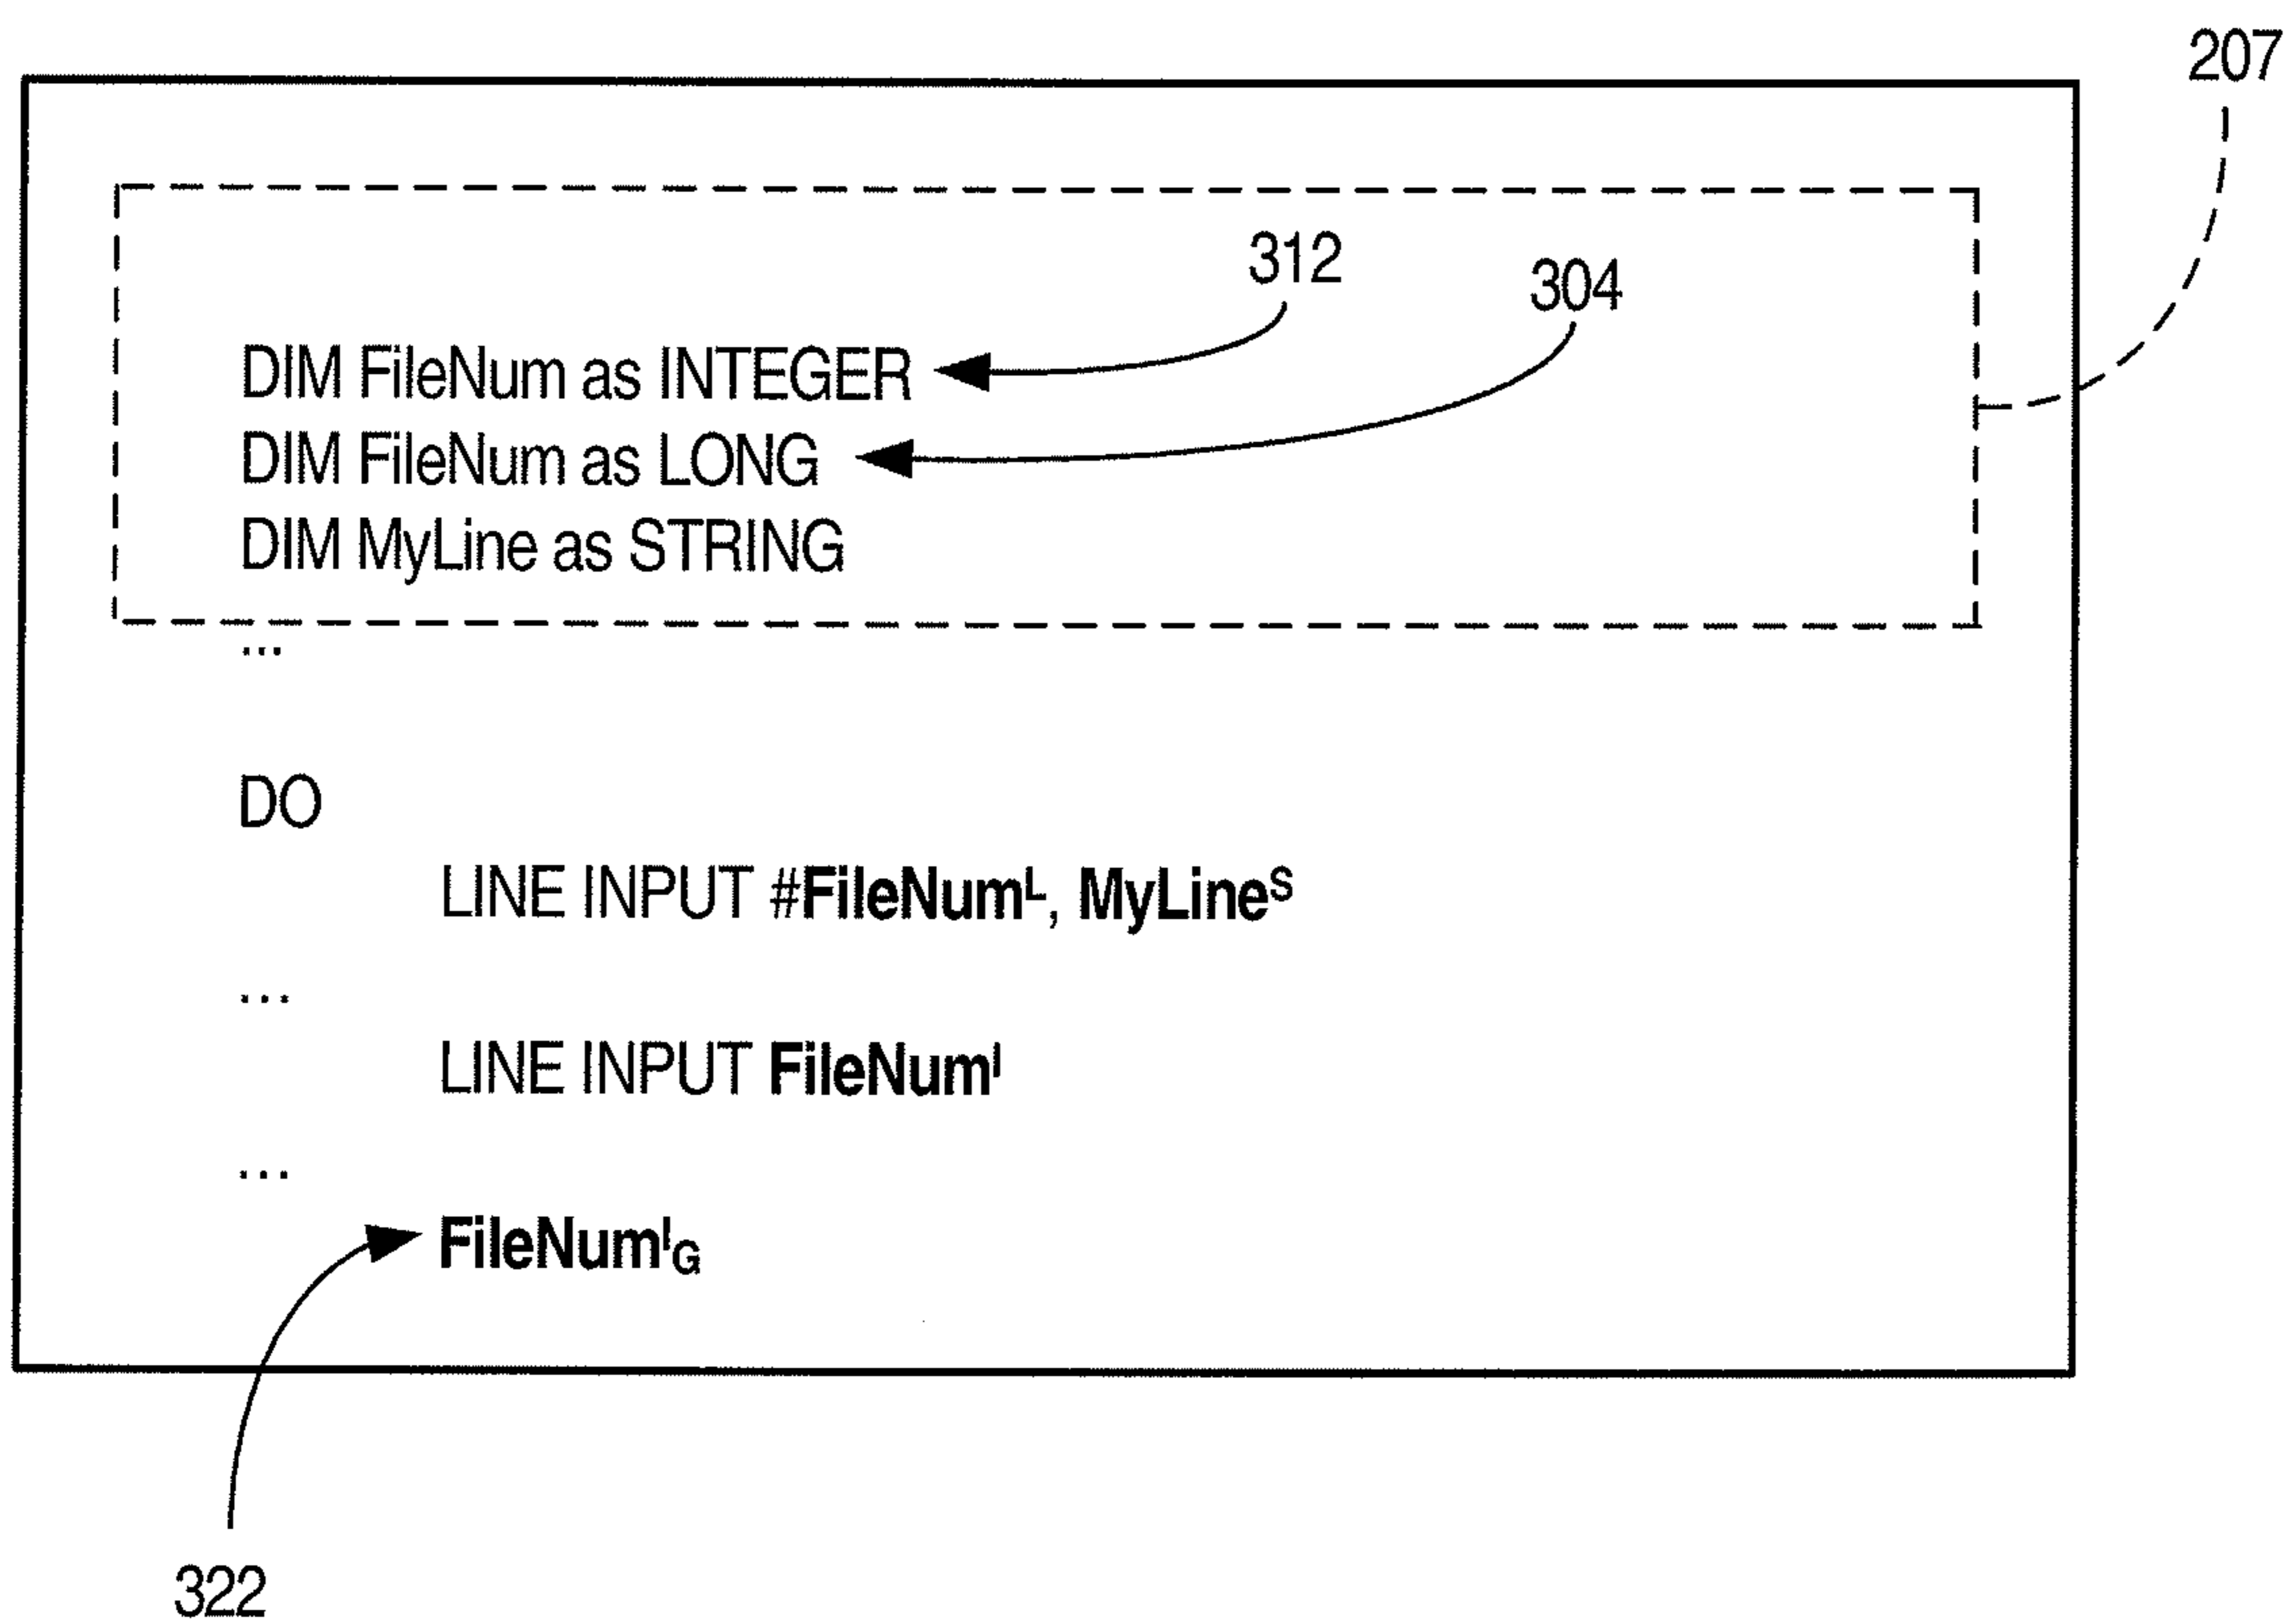 207
312
304
DIM FileNum as INTEGER
DIM FileNum as LONG
DIM MyLine as STRING
...
DO
LINE INPUT #FileNumᴸ, MyLineˢ
...
LINE INPUT FileNumᴵ
...
FileNumᴵG
322